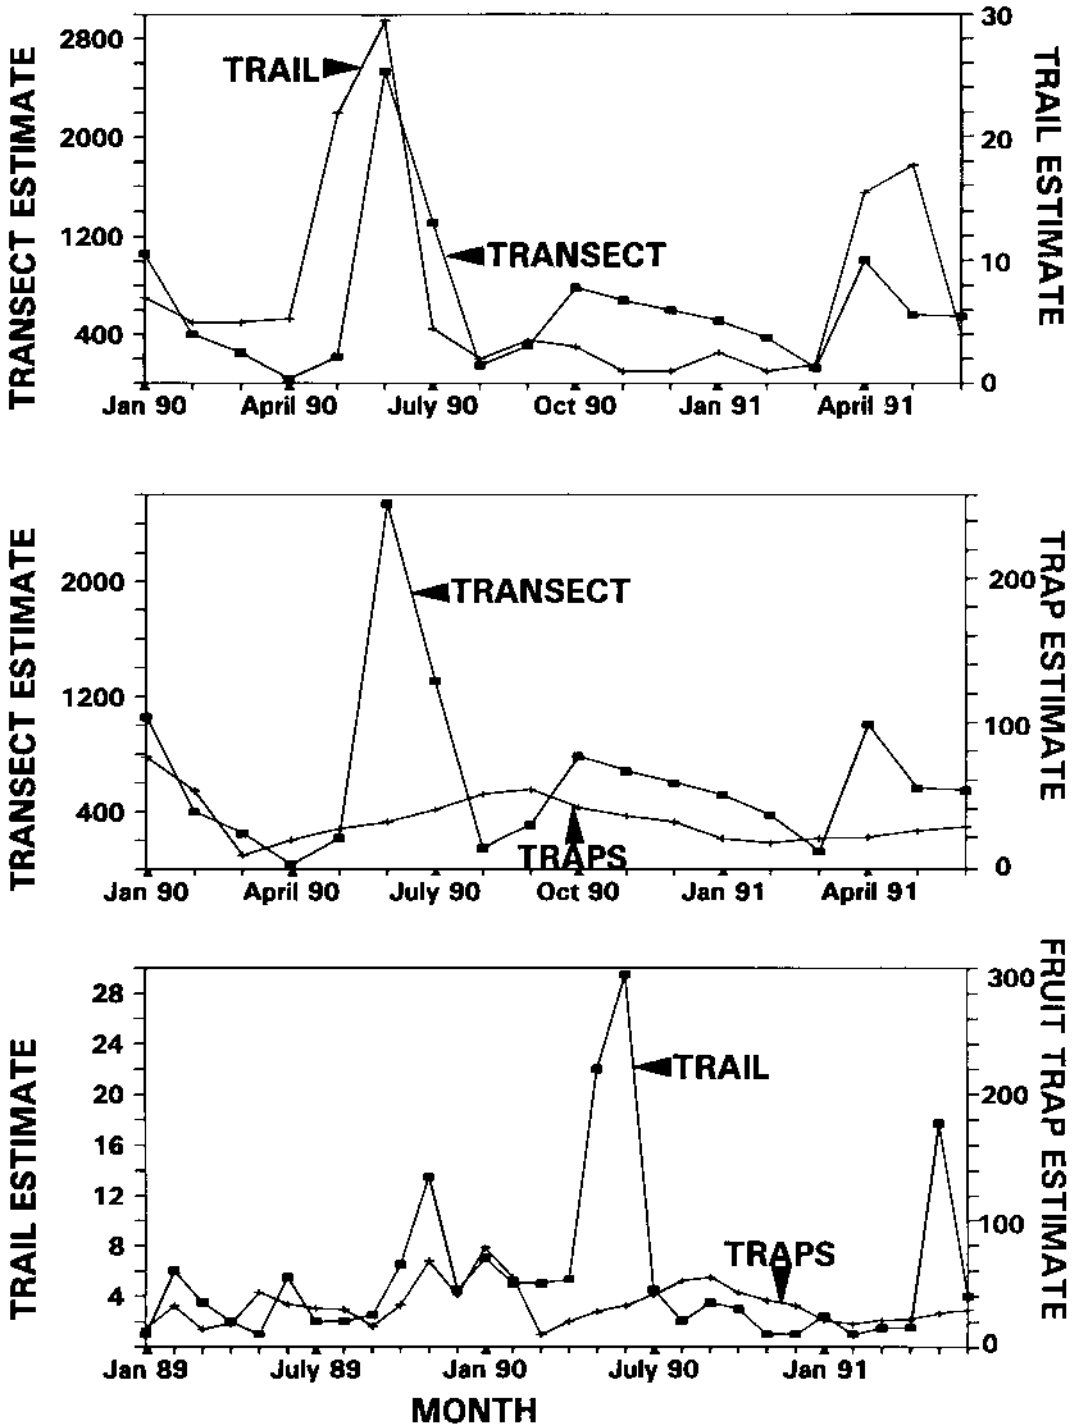 30
2800
TRAIL
2000
20
1200
TRANSECT
10
400
0
TRANSECT ESTIMATE
TRAIL ESTIMATE
Jan 90 April 90 July 90 Oct 90 Jan 91 April 91
2000
TRANSECT
200
1200
100
400
TRAPS
0
TRANSECT ESTIMATE
TRAP ESTIMATE
Jan 90 April 90 July 90 Oct 90 Jan 91 April 91
28
300
24
TRAIL
20
200
16
12
8
100
TRAPS
4
0
TRAIL ESTIMATE
FRUIT TRAP ESTIMATE
Jan 89 July 89 Jan 90 July 90 Jan 91
MONTH